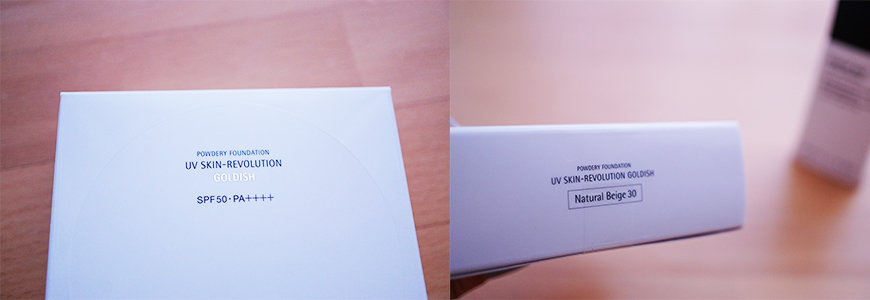 POWDERY FOUNDATION
UV SKIN-REVOLUTION
GOLDISH
SPF50·PA++++
POWDERY FOUNDATION
UV SKIN-REVOLUTION GOLDISH
Natural Beige 30